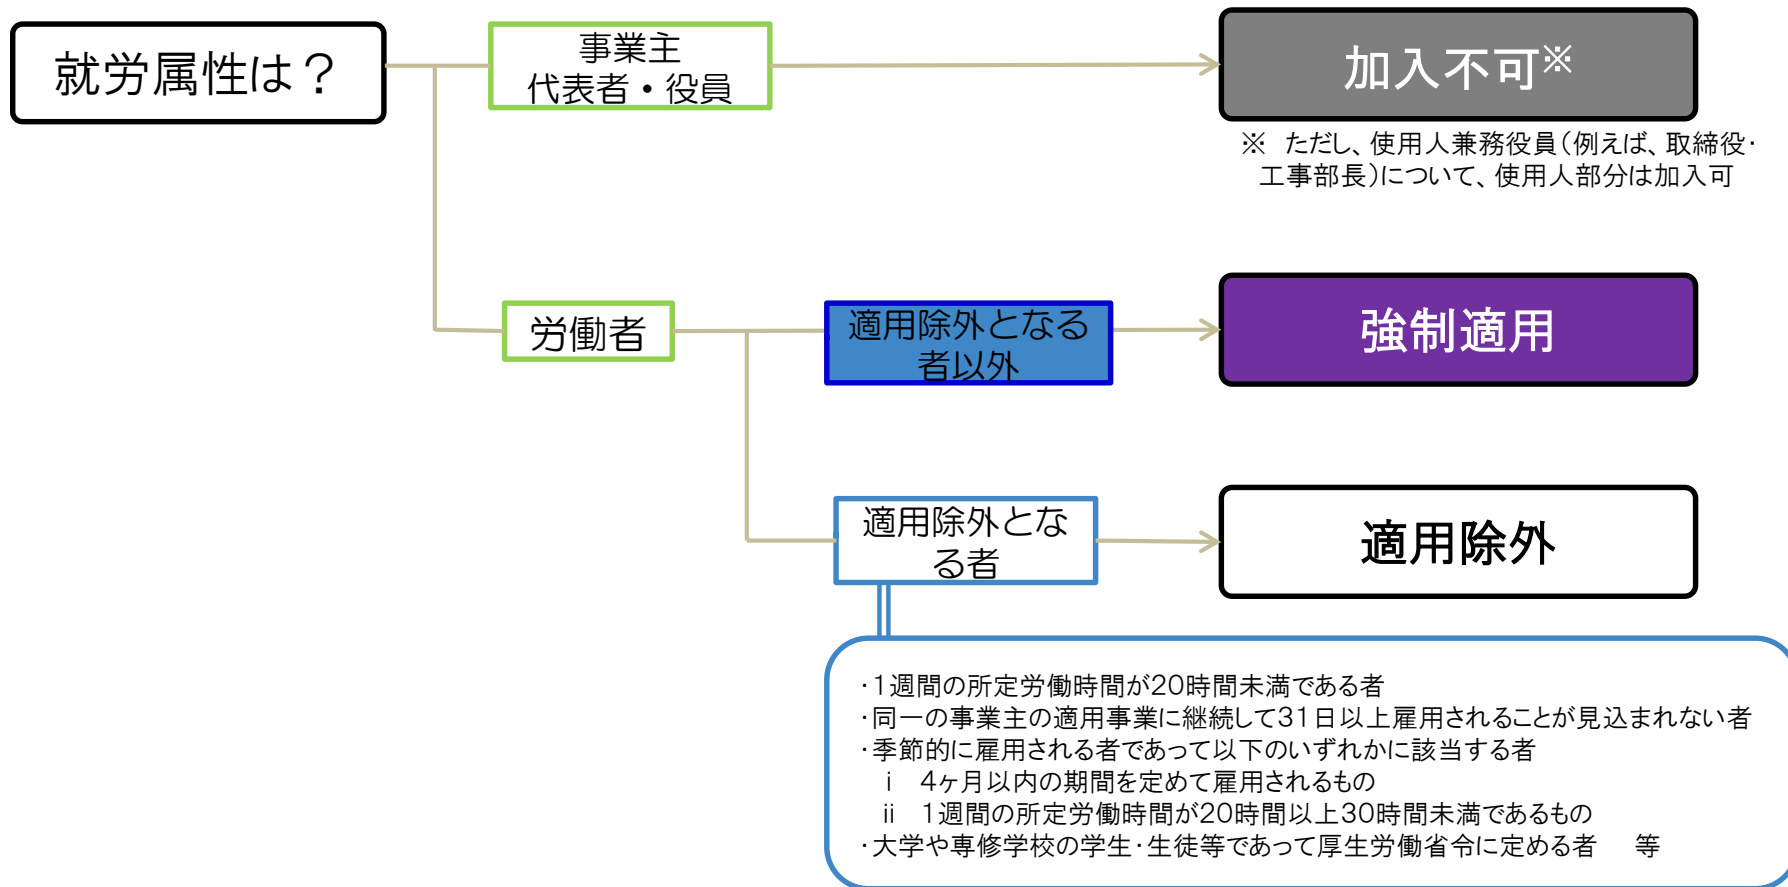 就労属性は？
事業主
代表者・役員
加入不可※
※　ただし、使用人兼務役員（例えば、取締役・
工事部長）について、使用人部分は加入可
労働者
適用除外となる
者以外
強制適用
適用除外とな
る者
適用除外
・1週間の所定労働時間が20時間未満である者
・同一の事業主の適用事業に継続して31日以上雇用されることが見込まれない者
・季節的に雇用される者であって以下のいずれかに該当する者
ⅰ　4ヶ月以内の期間を定めて雇用されるもの
ⅱ　1週間の所定労働時間が20時間以上30時間未満であるもの
・大学や専修学校の学生・生徒等であって厚生労働省令に定める者　等